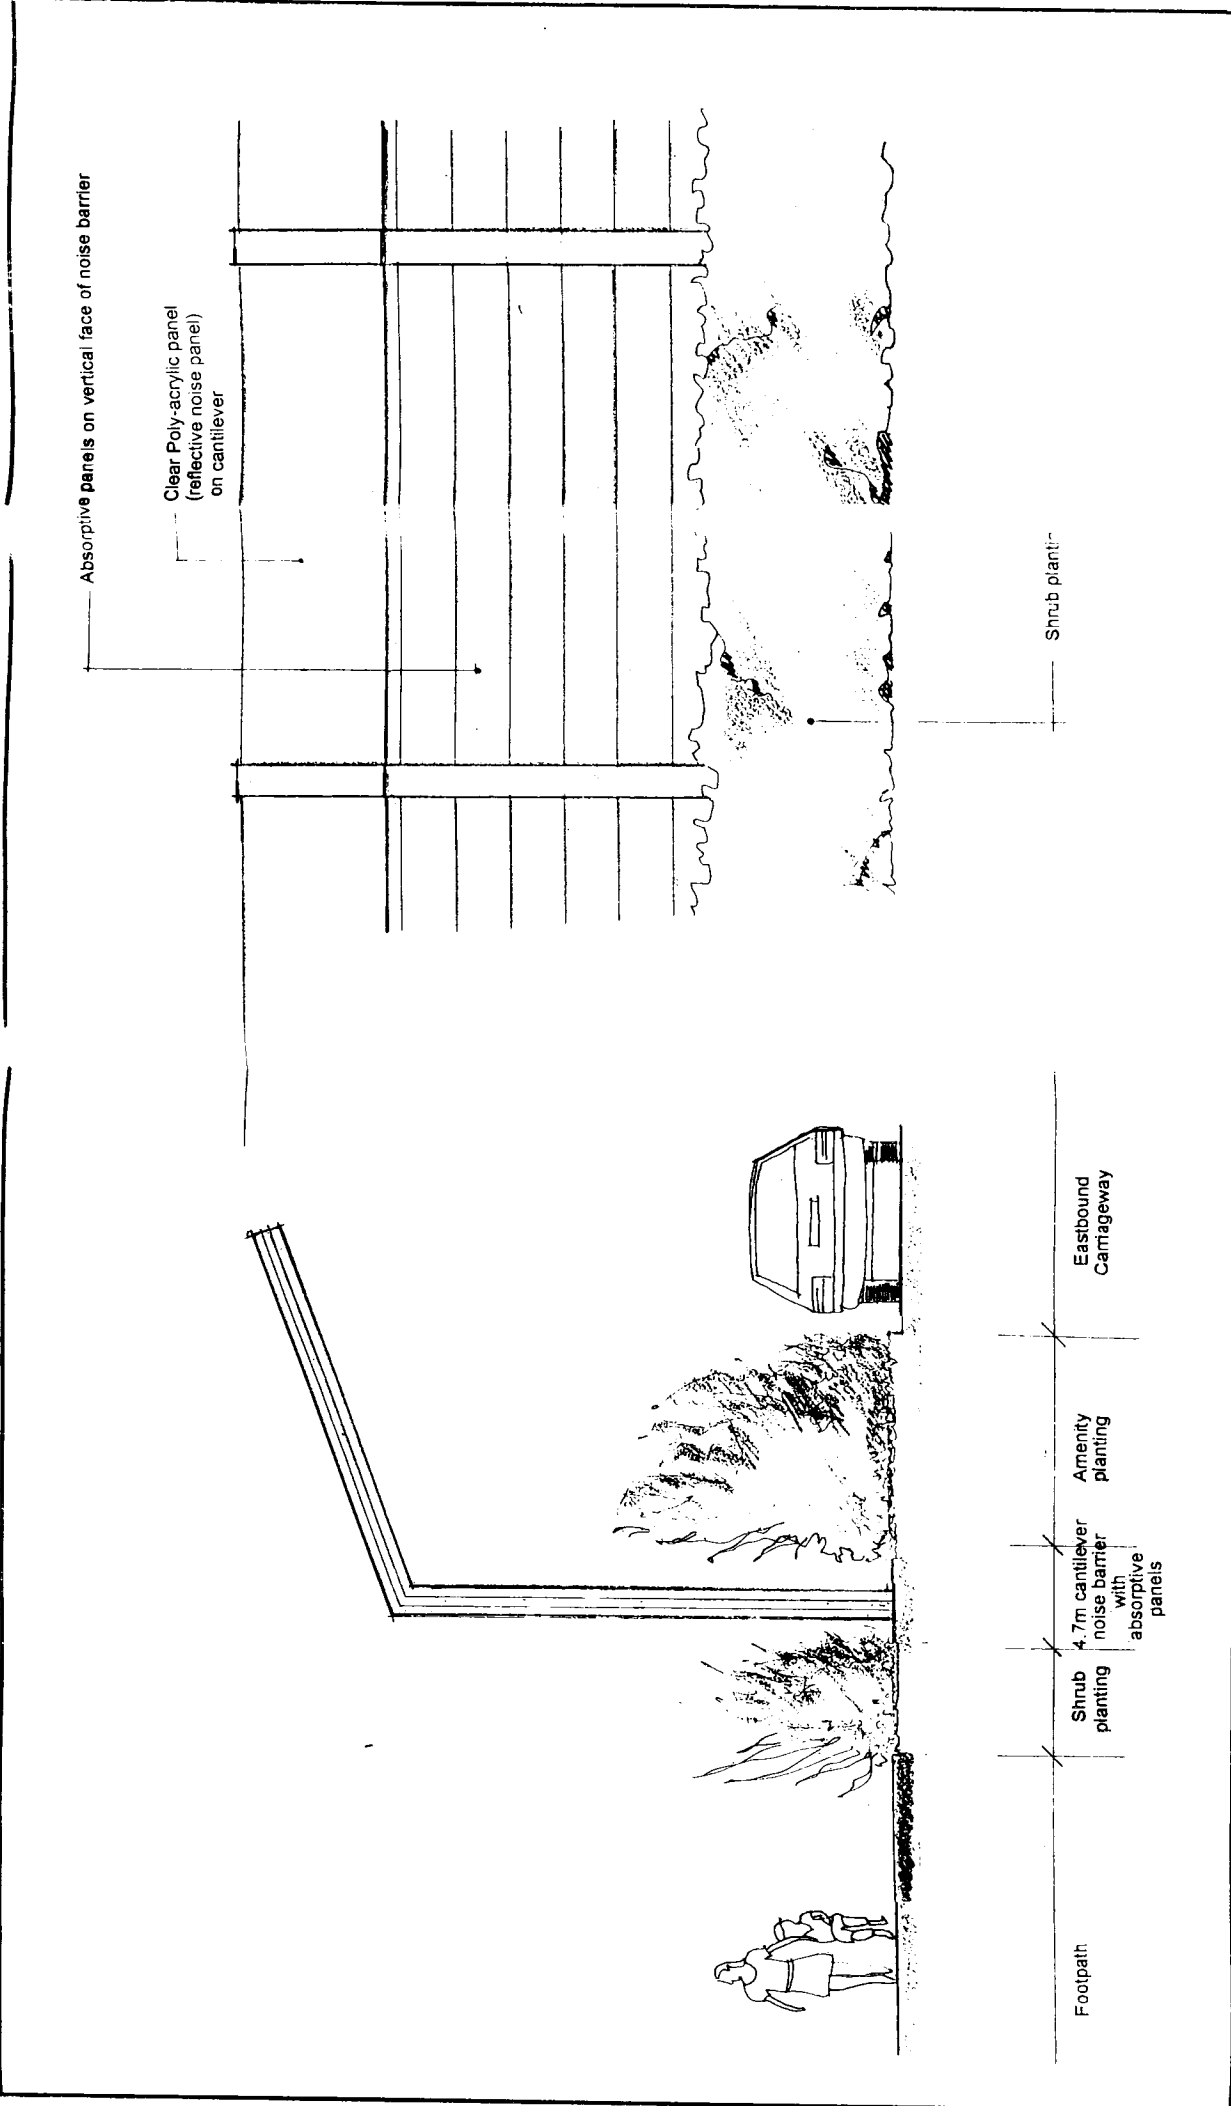 Absorptive panels on vertical face of noise barrier
Clear Poly-acrylic panel
(reflective noise panel)
on cantilever
Shrub
Footpath
Shrub
planting
4.7m cantilever
noise barrier
with
absorptive
panels
Amenity
planting
Eastbound
Carriageway